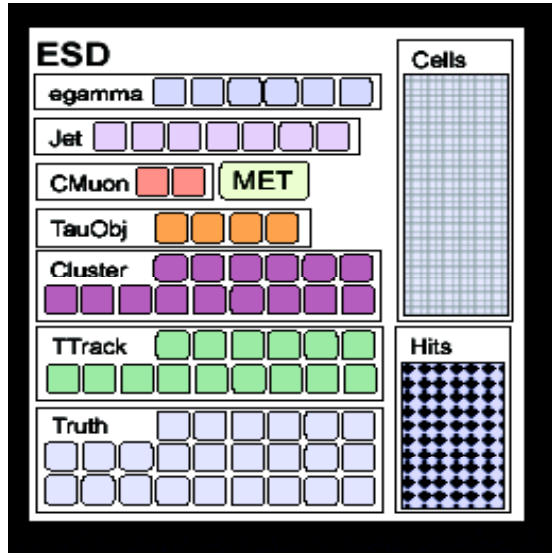 ESD
egamma
Jet
CMuon
MET
TauObj
Cluster
TTrack
Truth
Cells
Hits